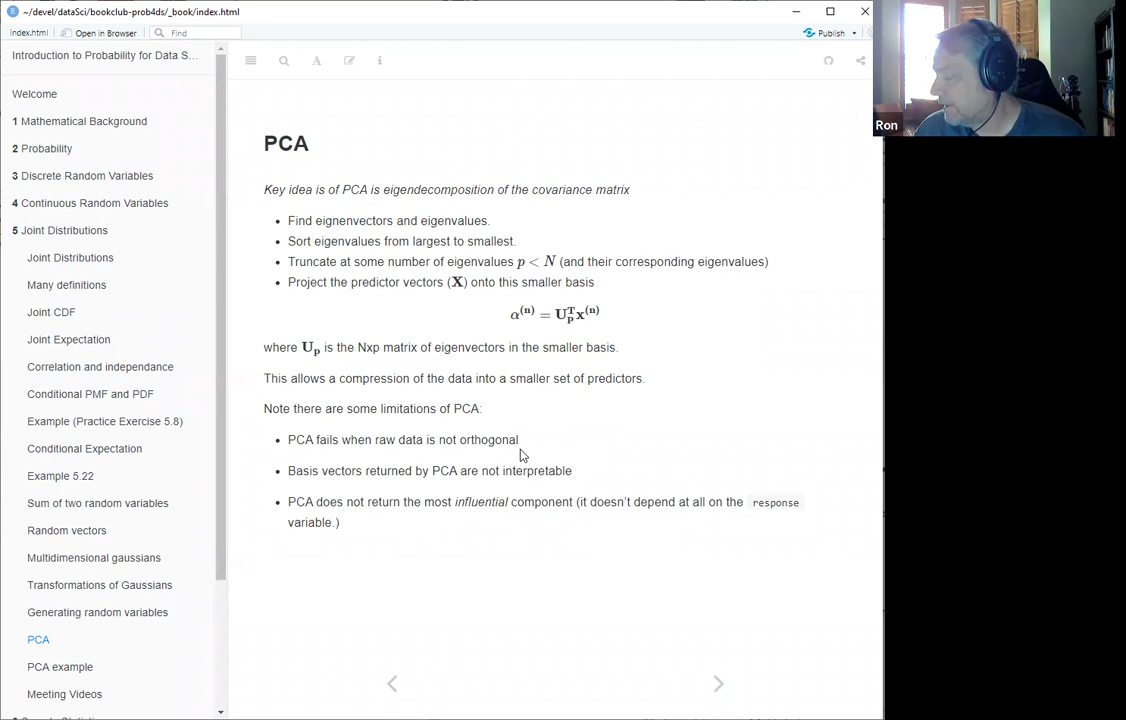 ~/devel/dataSci/bookclub-prob4ds/_book/index.html
index.html
Open in Browser
Find
Publish
Introduction to Probability for Data S...
Welcome
1 Mathematical Background
2 Probability
3 Discrete Random Variables
4 Continuous Random Variables
5 Joint Distributions
Joint Distributions
Many definitions
Joint CDF
Joint Expectation
Correlation and independance
Conditional PMF and PDF
Example (Practice Exercise 5.8)
Conditional Expectation
Example 5.22
Sum of two random variables
Random vectors
Multidimensional gaussians
Transformations of Gaussians
Generating random variables
PCA
PCA example
Meeting Videos
PCA
Key idea is of PCA is eigendecomposition of the covariance matrix
• Find eignenvectors and eigenvalues.
• Sort eigenvalues from largest to smallest.
• Truncate at some number of eigenvalues p < N (and their corresponding eigenvalues)
• Project the predictor vectors (X) onto this smaller basis
α^(n) = U_p^T x^(n)
where U_p is the Nxp matrix of eigenvectors in the smaller basis.
This allows a compression of the data into a smaller set of predictors.
Note there are some limitations of PCA:
• PCA fails when raw data is not orthogonal
• Basis vectors returned by PCA are not interpretable
• PCA does not return the most influential component (it doesn't depend at all on the response
variable.)
Ron